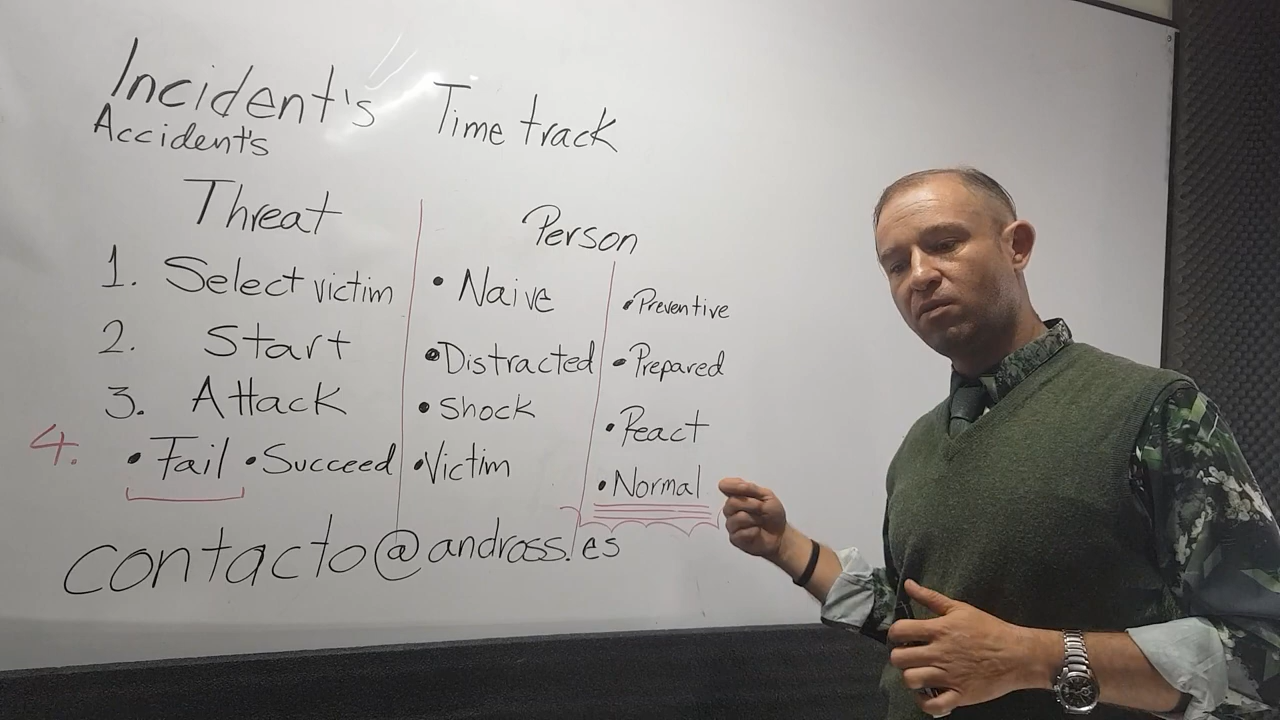 Incident's Time track
Accident's
Threat Person
1. Select victim • Naive • Preventive
2. Start • Distracted • Prepared
3. Attack • Shock • React
4. • Fail • Succeed • Victim • Normal
contacto@andross.es